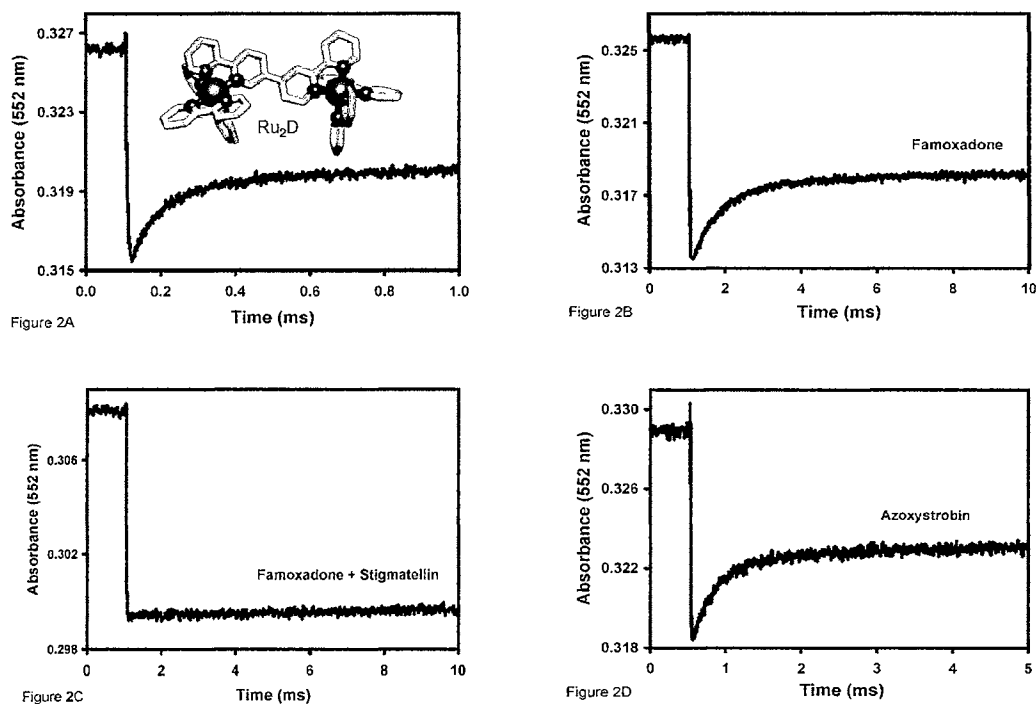 0.327
0.323
0.319
0.315
Absorbance (552 nm)
Ru₂D
0.0 0.2 0.4 0.6 0.8 1.0
Time (ms)
Figure 2A
0.325
0.321
0.317
0.313
Absorbance (552 nm)
Famoxadone
0 2 4 6 8 10
Time (ms)
Figure 2B
0.306
0.302
0.298
Absorbance (552 nm)
Famoxadone + Stigmatellin
0 2 4 6 8 10
Time (ms)
Figure 2C
0.330
0.326
0.322
0.318
Absorbance (552 nm)
Azoxystrobin
0 1 2 3 4 5
Time (ms)
Figure 2D